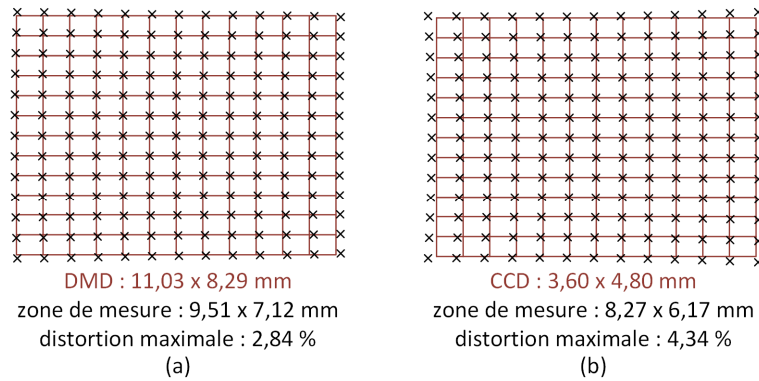 DMD : 11,03 x 8,29 mm
zone de mesure : 9,51 x 7,12 mm
distortion maximale : 2,84 %
(a)
CCD : 3,60 x 4,80 mm
zone de mesure : 8,27 x 6,17 mm
distortion maximale : 4,34 %
(b)